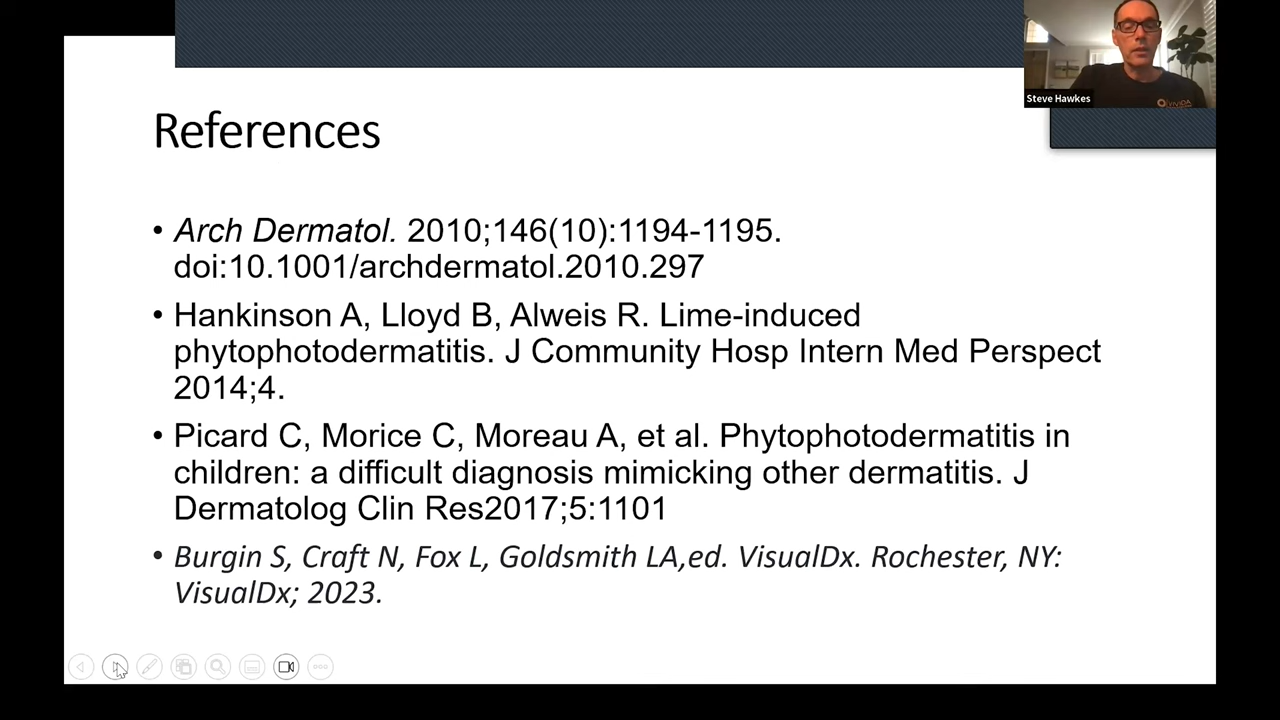 Steve Hawkes
References
• Arch Dermatol. 2010;146(10):1194-1195.
doi:10.1001/archdermatol.2010.297
• Hankinson A, Lloyd B, Alweis R. Lime-induced
phytophotodermatitis. J Community Hosp Intern Med Perspect
2014;4.
• Picard C, Morice C, Moreau A, et al. Phytophotodermatitis in
children: a difficult diagnosis mimicking other dermatitis. J
Dermatolog Clin Res2017;5:1101
• Burgin S, Craft N, Fox L, Goldsmith LA,ed. VisualDx. Rochester, NY:
VisualDx; 2023.